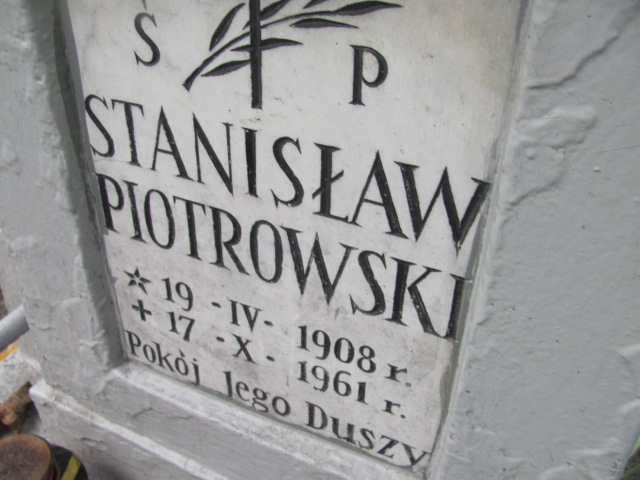 Ś P
STANISŁAW
PIOTROWSKI
☆ 19 - IV - 1908 r.
+ 17 - X - 1961 r.
Pokój Jego Duszy